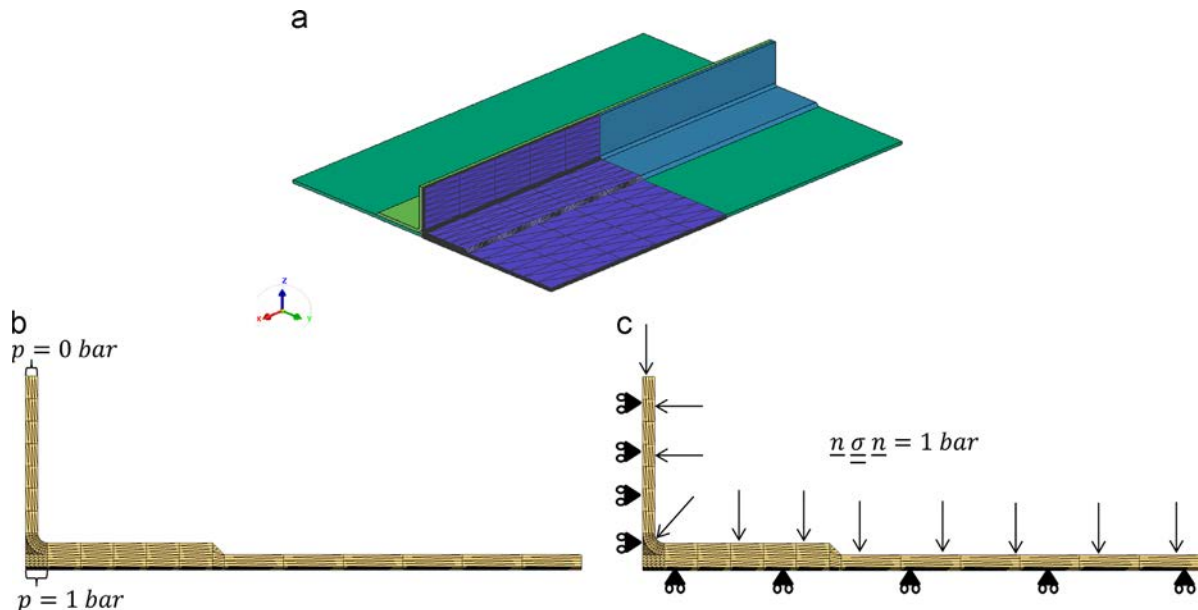 a
z
x
y
b
p = 0 bar
p = 1 bar
c
n σ n = 1 bar